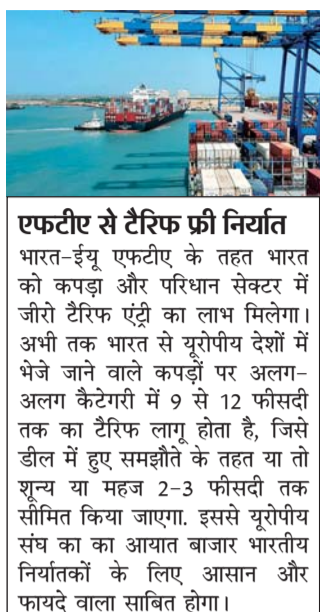 एफटीए से टैरिफ फ्री निर्यात
भारत-ईयू एफटीए के तहत भारत
को कपड़ा और परिधान सेक्टर में
जीरो टैरिफ एंट्री का लाभ मिलेगा।
अभी तक भारत से यूरोपीय देशों में
भेजे जाने वाले कपड़ों पर अलग-
अलग कैटेगरी में 9 से 12 फीसदी
तक का टैरिफ लागू होता है, जिसे
डील में हुए समझौते के तहत या तो
शून्य या महज 2-3 फीसदी तक
सीमित किया जाएगा. इससे यूरोपीय
संघ का का आयात बाजार भारतीय
निर्यातकों के लिए आसान और
फायदे वाला साबित होगा।